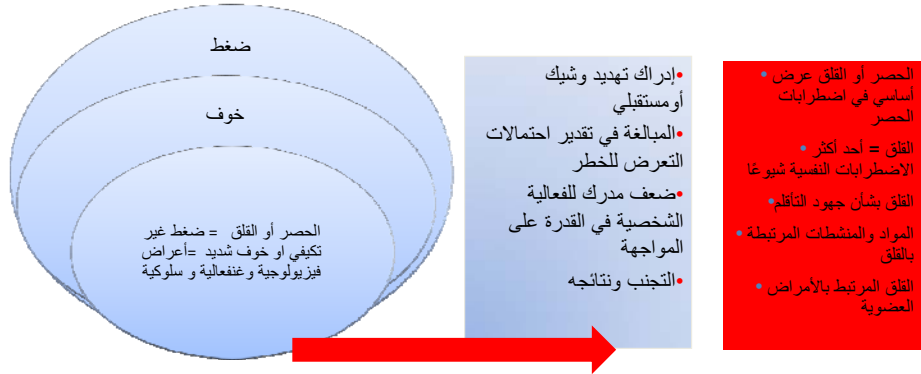 ضغط
خوف
الحصر أو القلق = ضغط غير
تكيفي او خوف شديد =أعراض
فيزيولوجية وغنفعالية و سلوكية
•إدراك تهديد وشيك
أومستقبلي
•المبالغة في تقدير احتمالات
التعرض للخطر
•ضعف مدرك للفعالية
الشخصية في القدرة على
المواجهة
•التجنب ونتائجه
الحصر أو القلق عرض •
أساسي في اضطرابات
الحصر
القلق = أحد أكثر •
الاضطرابات النفسية شيوعًا
القلق بشأن جهود التأقلم•
المواد والمنشطات المرتبطة •
بالقلق
القلق المرتبط بالأمراض •
العضوية